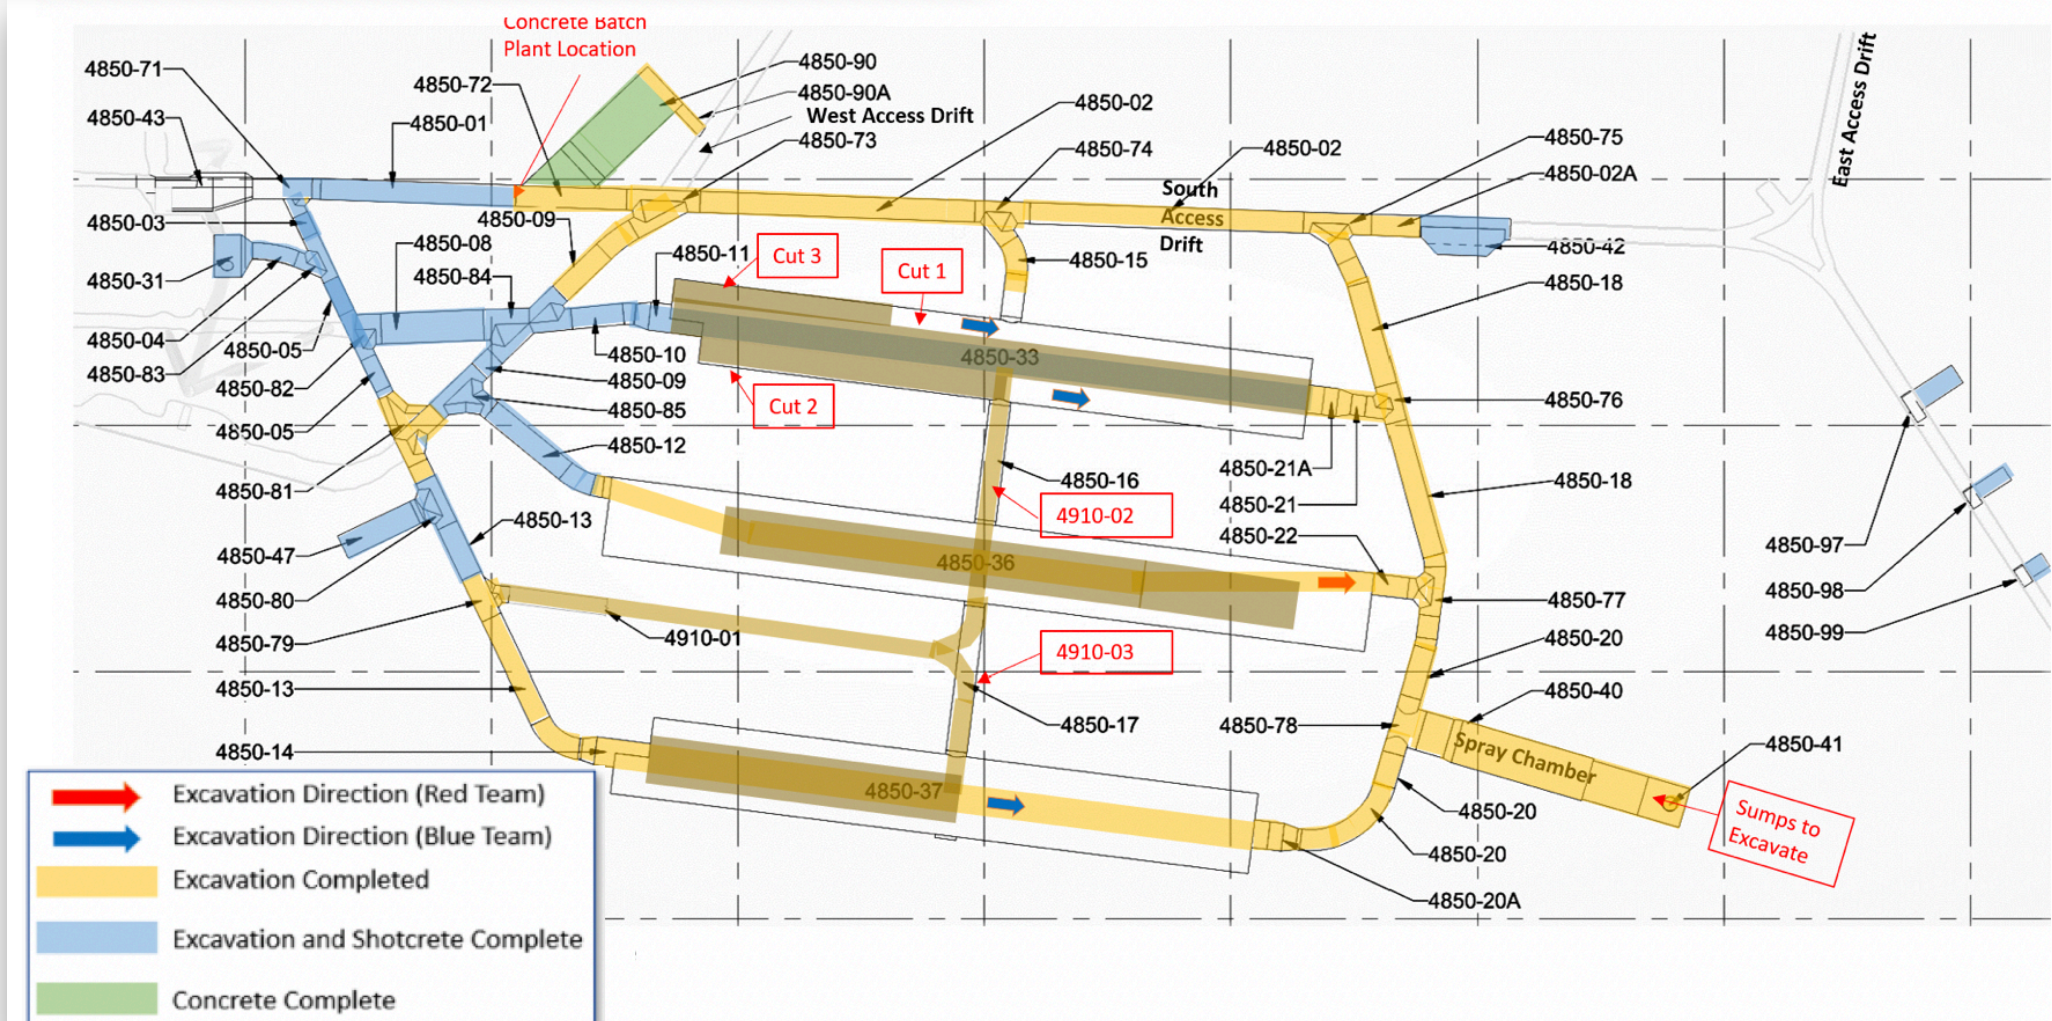 Concrete Batch
Plant Location
4850-71
4850-43
4850-72
4850-01
4850-90
4850-90A
West Access Drift
4850-73
4850-02
4850-74
4850-02
4850-75
4850-02A
East Access Drift
South
Access
Drift
4850-03
4850-09
4850-08
4850-84
4850-11
Cut 3
Cut 1
4850-15
4850-42
4850-31
4850-18
4850-04
4850-05
4850-83
4850-82
4850-10
4850-33
4850-09
4850-85
Cut 2
4850-76
4850-05
4850-12
4850-81
4850-16
4850-21A
4850-21
4850-18
4910-02
4850-13
4850-22
4850-47
4850-36
4850-97
4850-98
4850-99
4850-80
4850-77
4850-79
4910-01
4910-03
4850-20
4850-13
4850-40
4850-17
4850-78
4850-14
Spray Chamber
4850-41
4850-37
4850-20
Sumps to
Excavate
4850-20
4850-20A
Excavation Direction (Red Team)
Excavation Direction (Blue Team)
Excavation Completed
Excavation and Shotcrete Complete
Concrete Complete